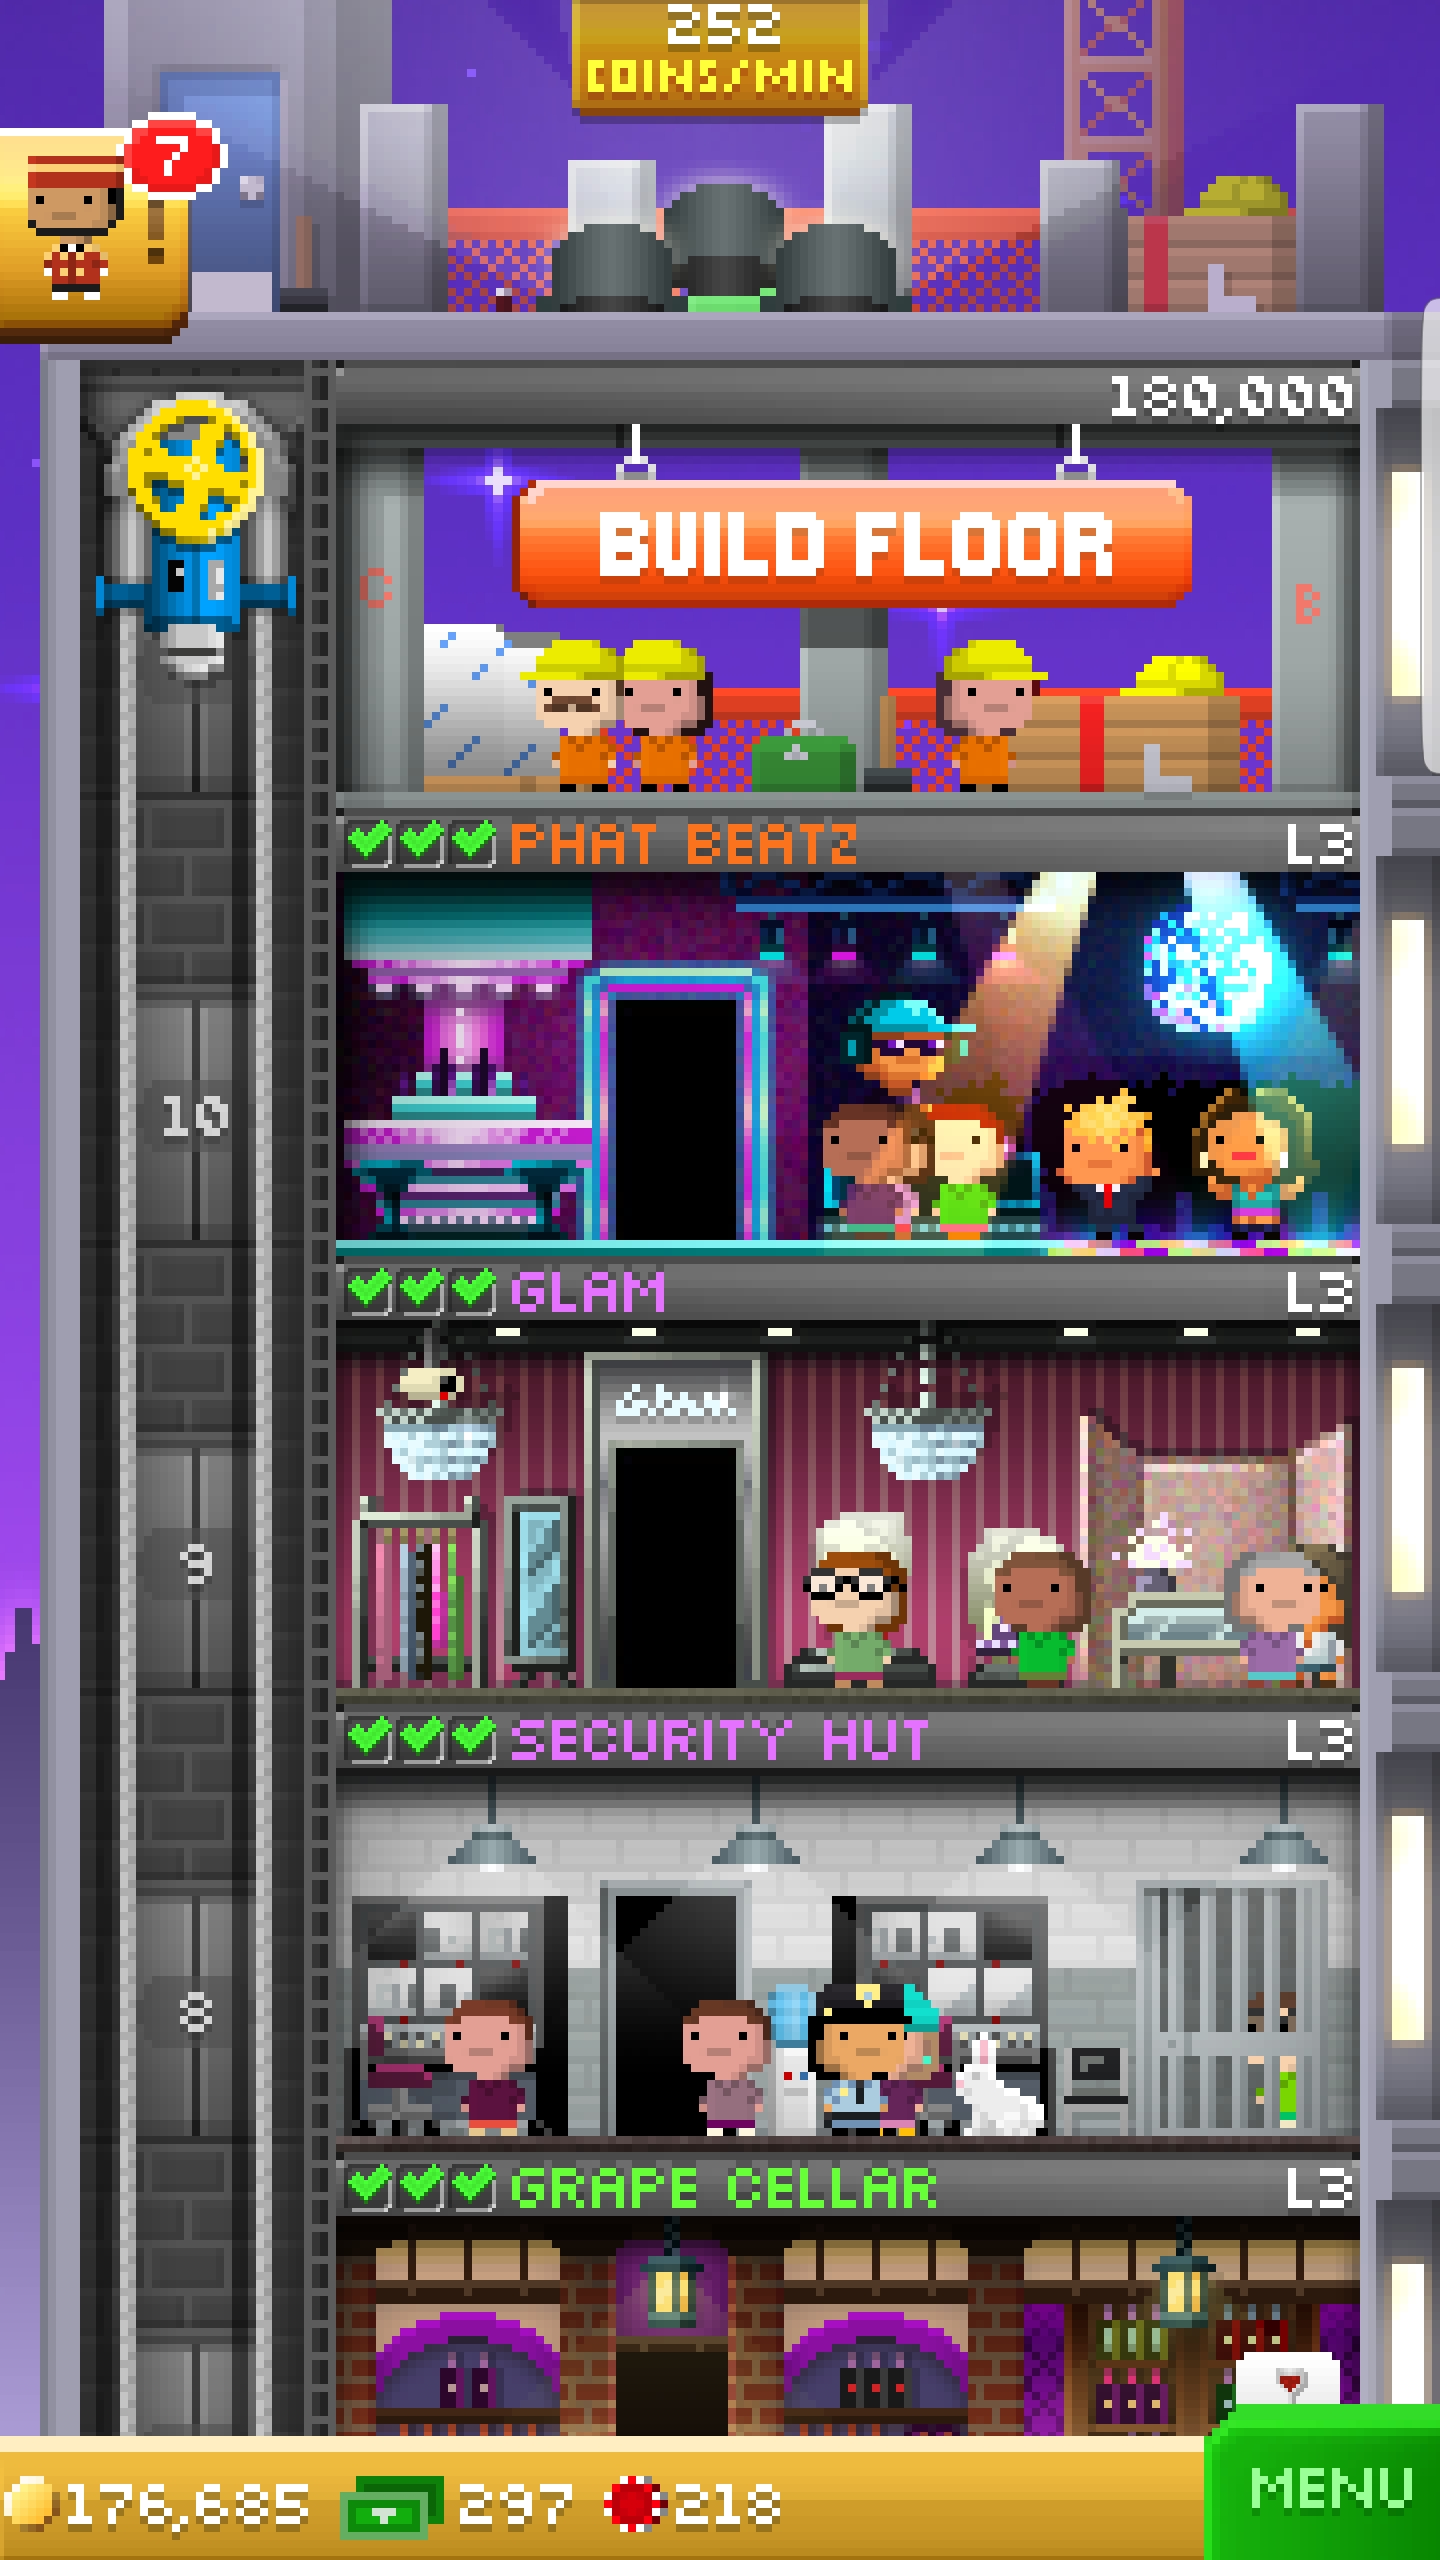 252
COINS/MIN
7
!
180,000
BUILD FLOOR
C
B
PHAT BEATZ L3
10
GLAM L3
Glam
9
SECURITY HUT L3
8
GRAPE CELLAR L3
176,685 297 218
MENU